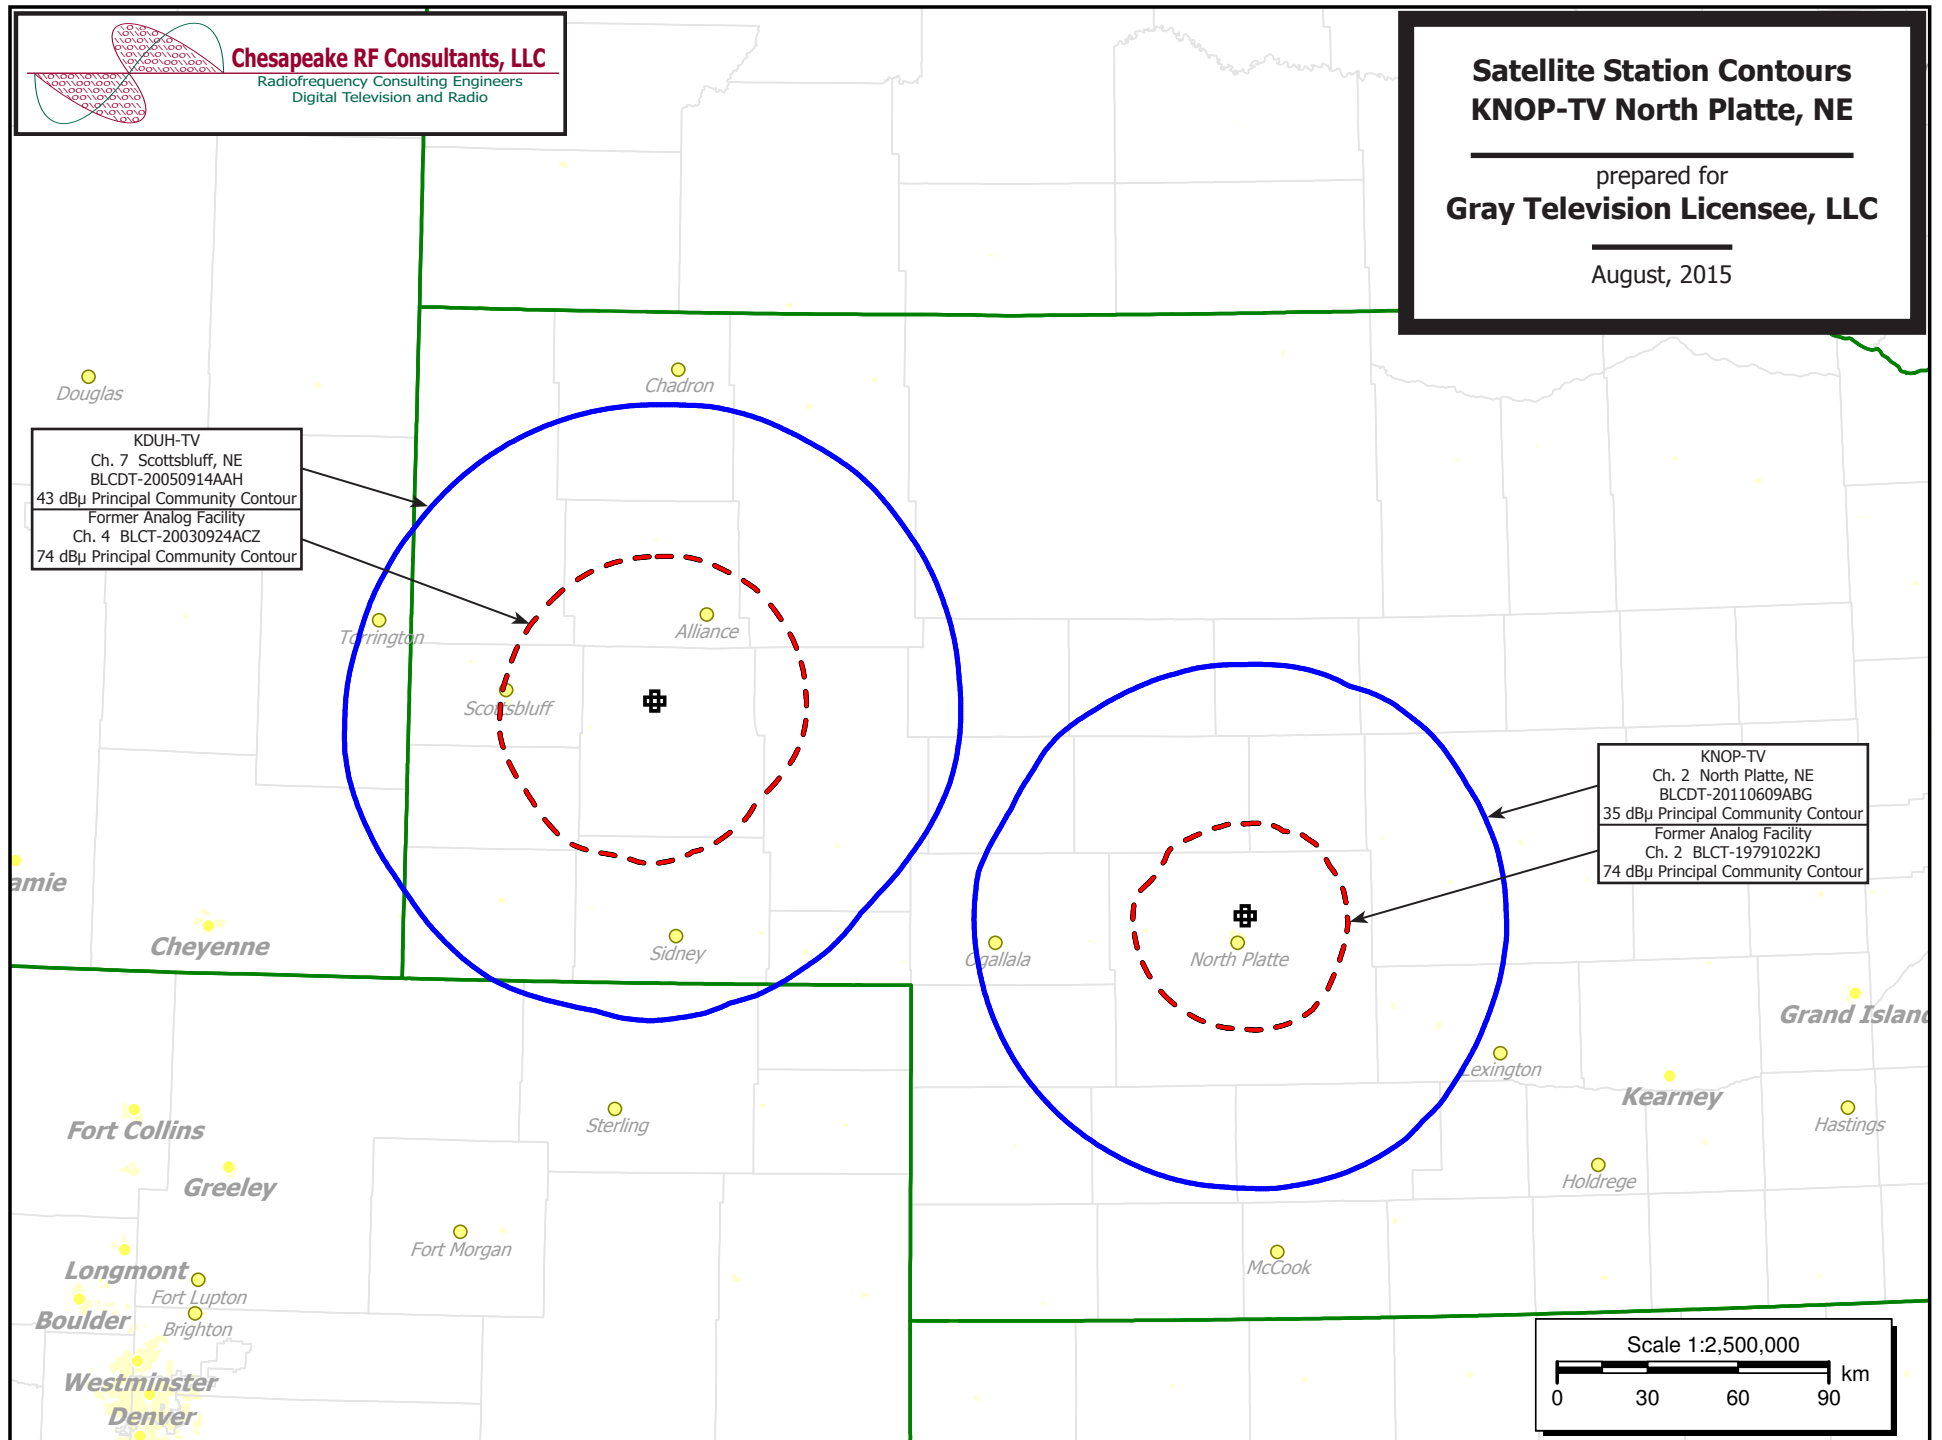 Chesapeake RF Consultants, LLC
Radiofrequency Consulting Engineers
Digital Television and Radio
Satellite Station Contours
KNOP-TV North Platte, NE
prepared for
Gray Television Licensee, LLC
August, 2015
Douglas
Chadron
KDUH-TV
Ch. 7 Scottsbluff, NE
BLCDT-20050914AAH
43 dBµ Principal Community Contour
Former Analog Facility
Ch. 4 BLCT-20030924ACZ
74 dBµ Principal Community Contour
Torrington
Alliance
Scottsbluff
KNOP-TV
Ch. 2 North Platte, NE
BLCDT-20110609ABG
35 dBµ Principal Community Contour
Former Analog Facility
Ch. 2 BLCT-19791022KJ
74 dBµ Principal Community Contour
amie
Cheyenne
Sidney
Ogallala
North Platte
Grand Island
Lexington
Kearney
Hastings
Fort Collins
Sterling
Greeley
Holdrege
Fort Morgan
McCook
Longmont
Fort Lupton
Boulder
Brighton
Westminster
Denver
Scale 1:2,500,000
km
0 30 60 90